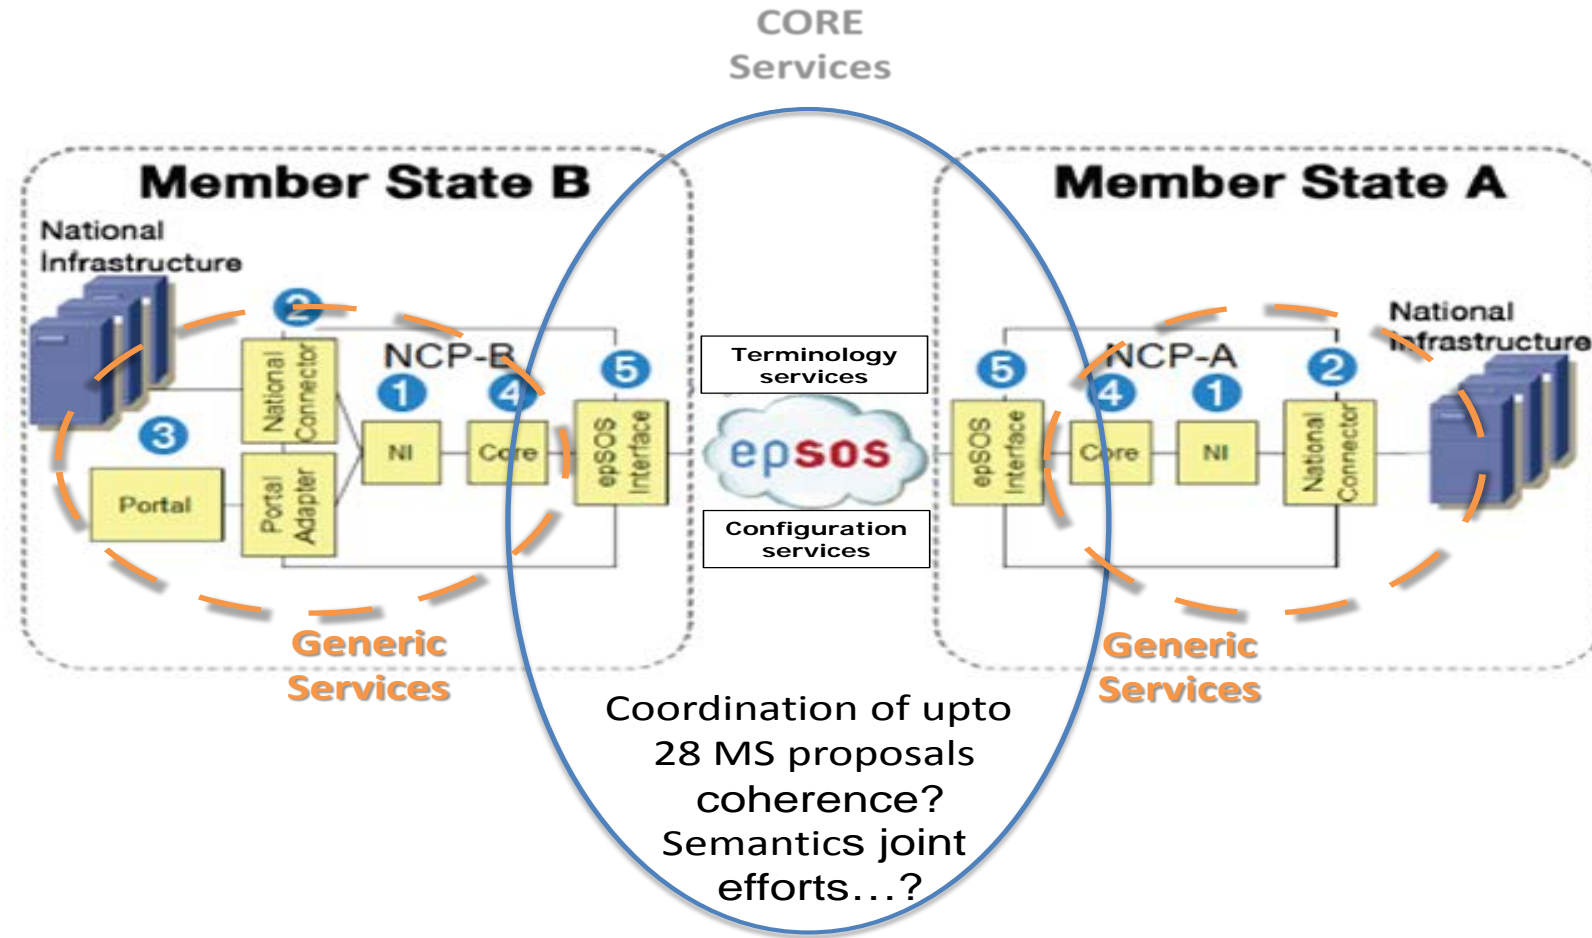 CORE
Services
Member State B
National
Infrastructure
2
NCP-B
1
4
5
3
National
Connector
NI
Core
epSOS
Interface
Portal
Portal
Adapter
Generic
Services
Terminology
services
epsos
Configuration
services
Member State A
National
Infrastructure
NCP-A
5
4
1
2
epSOS
Interface
Core
NI
National
Connector
Generic
Services
Coordination of upto
28 MS proposals
coherence?
Semantics joint
efforts...?